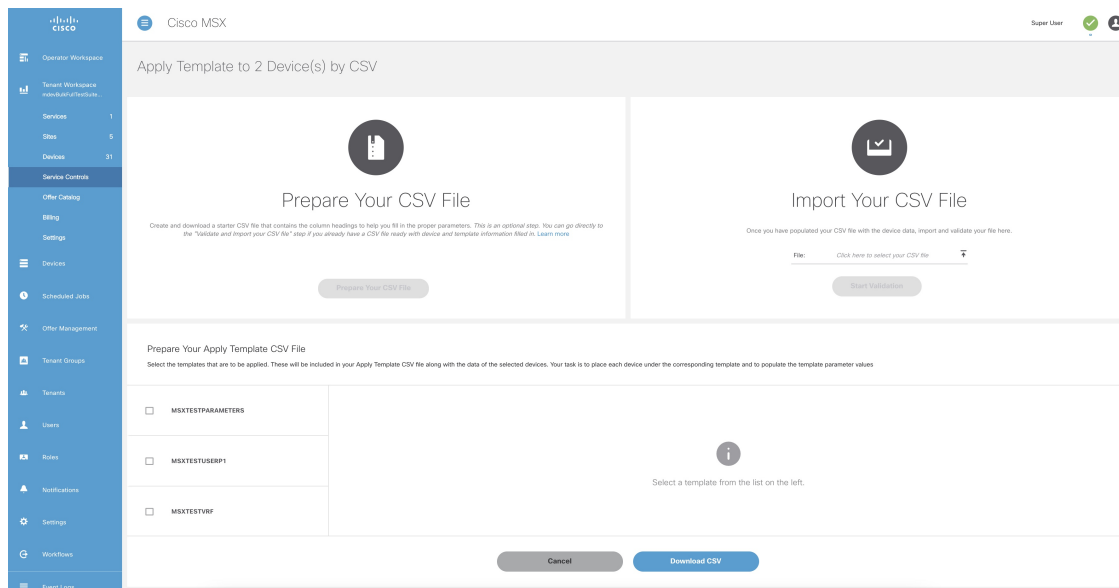 CISCO
Cisco MSX
Super User
Operator Workspace
Tenant Workspace
mdevBulkFullTestSuite...
Services 1
Sites 5
Devices 31
Service Controls
Offer Catalog
Billing
Settings
Devices
Scheduled Jobs
Offer Management
Tenant Groups
Tenants
Users
Roles
Notifications
Settings
Workflows
Event Logs
Apply Template to 2 Device(s) by CSV
Prepare Your CSV File
Create and download a starter CSV file that contains the column headings to help you fill in the proper parameters. This is an optional step. You can go directly to
the "Validate and import your CSV file" step if you already have a CSV file ready with device and template information filled in. Learn more
Prepare Your CSV File
Import Your CSV File
Once you have populated your CSV file with the device data, import and validate your file here.
File: Click here to select your CSV file
Start Validation
Prepare Your Apply Template CSV File
Select the templates that are to be applied. These will be included in your Apply Template CSV file along with the data of the selected devices. Your task is to place each device under the corresponding template and to populate the template parameter values
MSXTESTPARAMETERS
MSXTESTUSERP1
MSXTESTVRF
Select a template from the list on the left.
Cancel
Download CSV